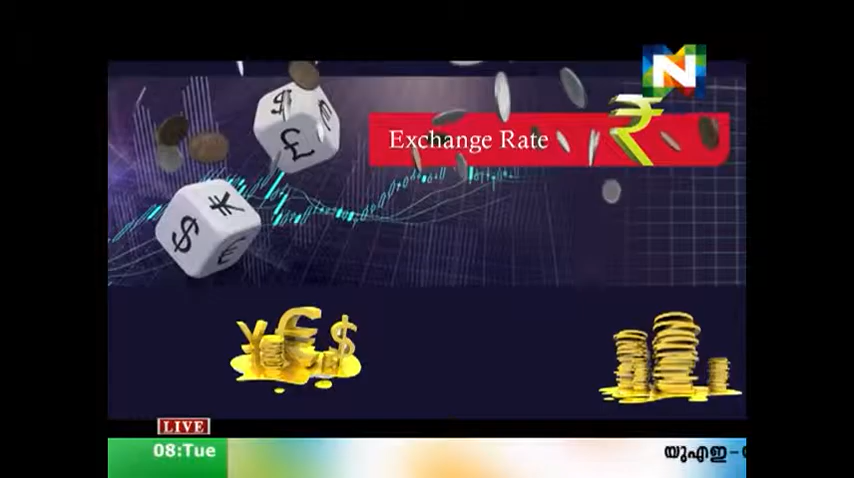 N
Exchange Rate
LIVE
08:Tue
യുഎഇ-